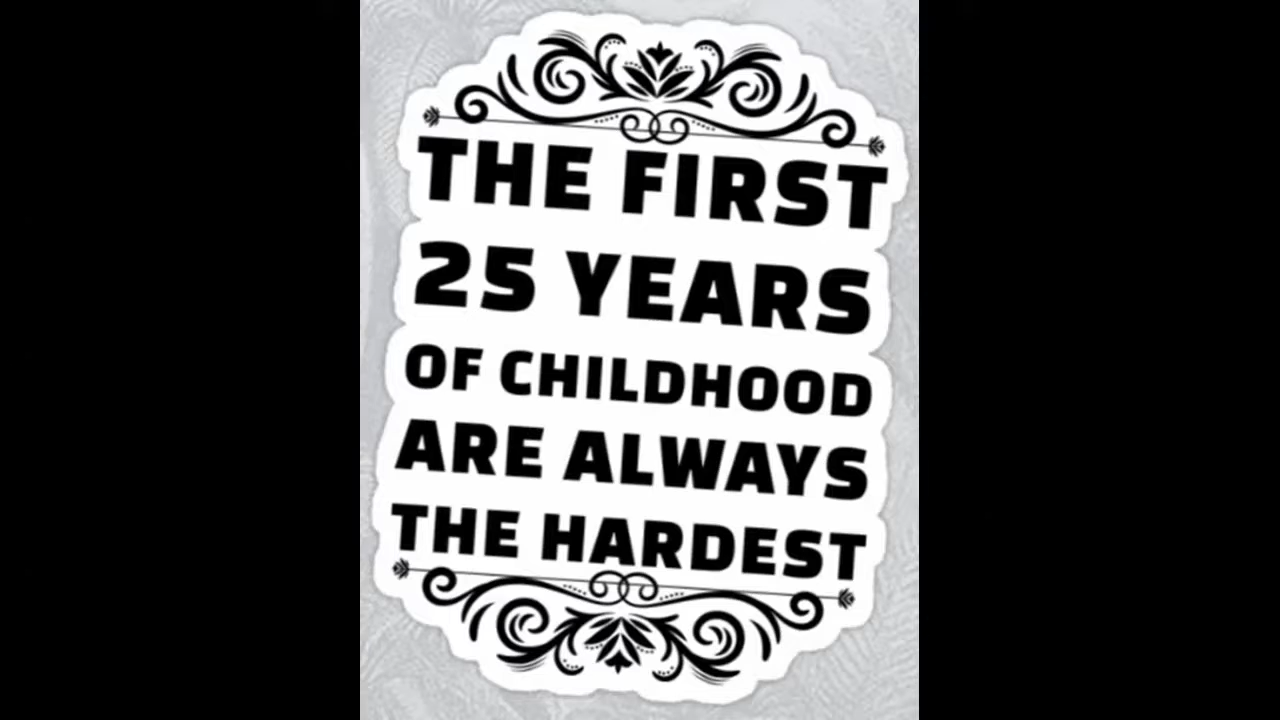 THE FIRST
25 YEARS
OF CHILDHOOD
ARE ALWAYS
THE HARDEST